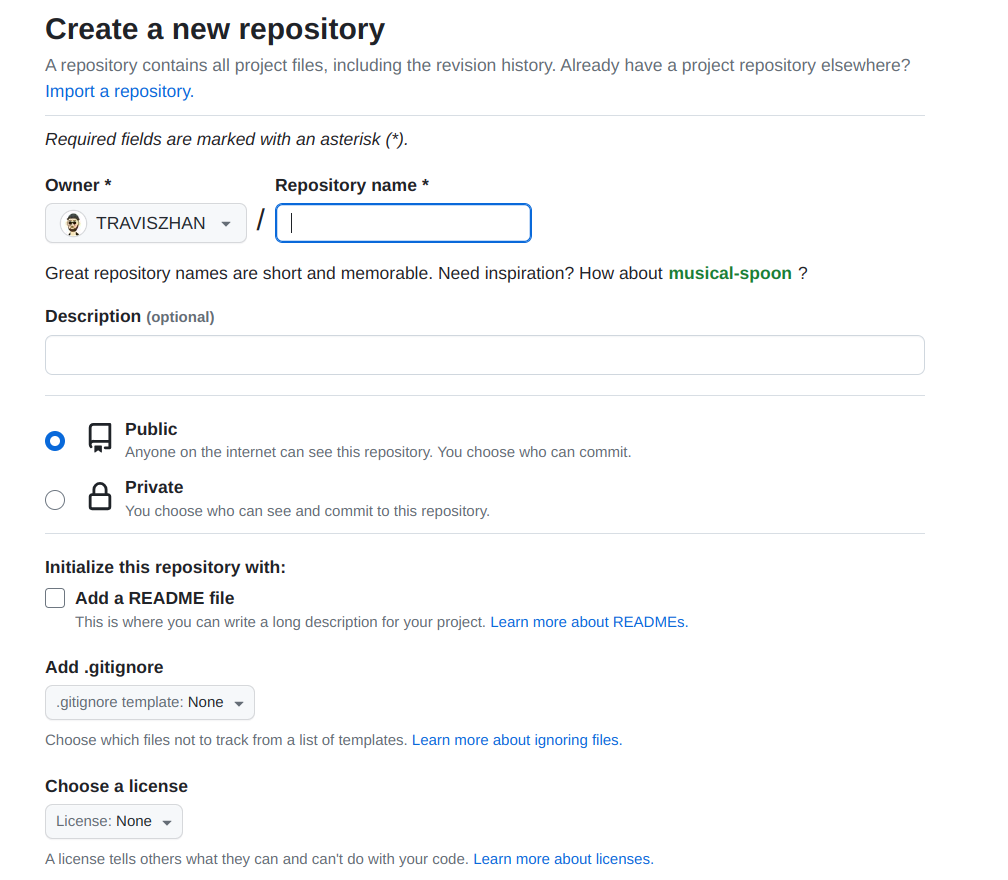 Create a new repository
A repository contains all project files, including the revision history. Already have a project repository elsewhere?
Import a repository.
Required fields are marked with an asterisk (*).
Owner * Repository name *
TRAVISZHAN /
Great repository names are short and memorable. Need inspiration? How about musical-spoon ?
Description (optional)
Public
Anyone on the internet can see this repository. You choose who can commit.
Private
You choose who can see and commit to this repository.
Initialize this repository with:
Add a README file
This is where you can write a long description for your project. Learn more about READMEs.
Add .gitignore
.gitignore template: None
Choose which files not to track from a list of templates. Learn more about ignoring files.
Choose a license
License: None
A license tells others what they can and can't do with your code. Learn more about licenses.